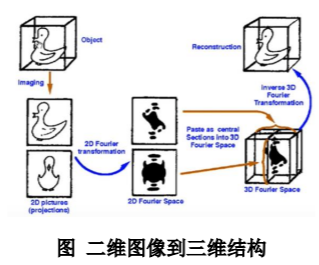 Object
Reconstruction
Imaging
Inverse 3D
Fourier
Transformation
2D Fourier
transformation
Paste as central
Sections into 3D
Fourier Space
2D pictures
(projections)
2D Fourier Space
3D Fourier Space
图 二维图像到三维结构